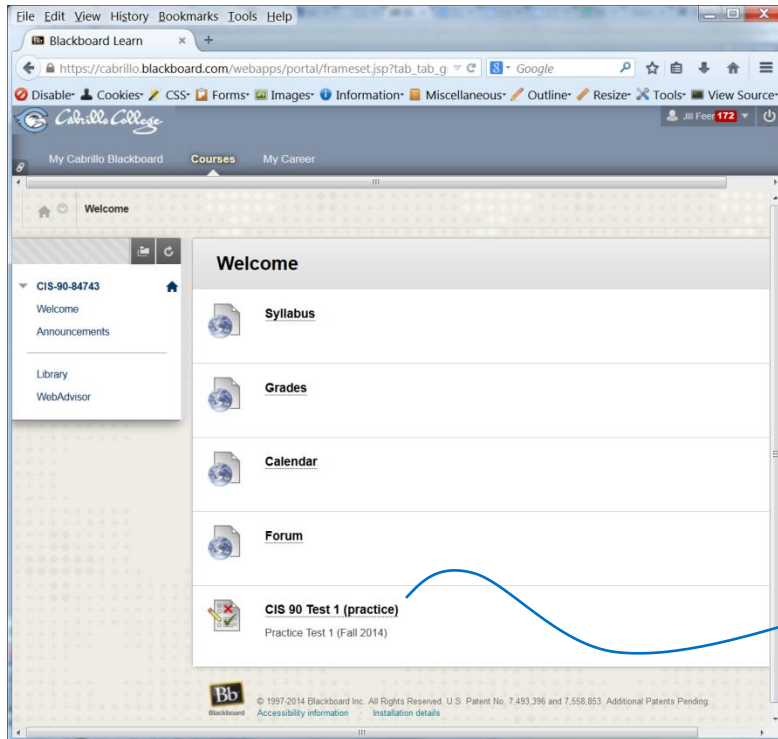 File Edit View History Bookmarks Tools Help
Blackboard Learn × +
https://cabrillo.blackboard.com/webapps/portal/frameset.jsp?tab_tab_g 8 Google
Disable Cookies CSS Forms Images Information Miscellaneous Outline Resize Tools View Source
Cabrillo College Jill Feer 172
My Cabrillo Blackboard Courses My Career
Welcome
Welcome
CIS-90-84743
Welcome
Announcements
Library
WebAdvisor
Syllabus
Grades
Calendar
Forum
CIS 90 Test 1 (practice)
Practice Test 1 (Fall 2014)
Bb
Blackboard
© 1997-2014 Blackboard Inc. All Rights Reserved. U.S. Patent No. 7,493,396 and 7,558,853. Additional Patents Pending.
Accessibility information · Installation details